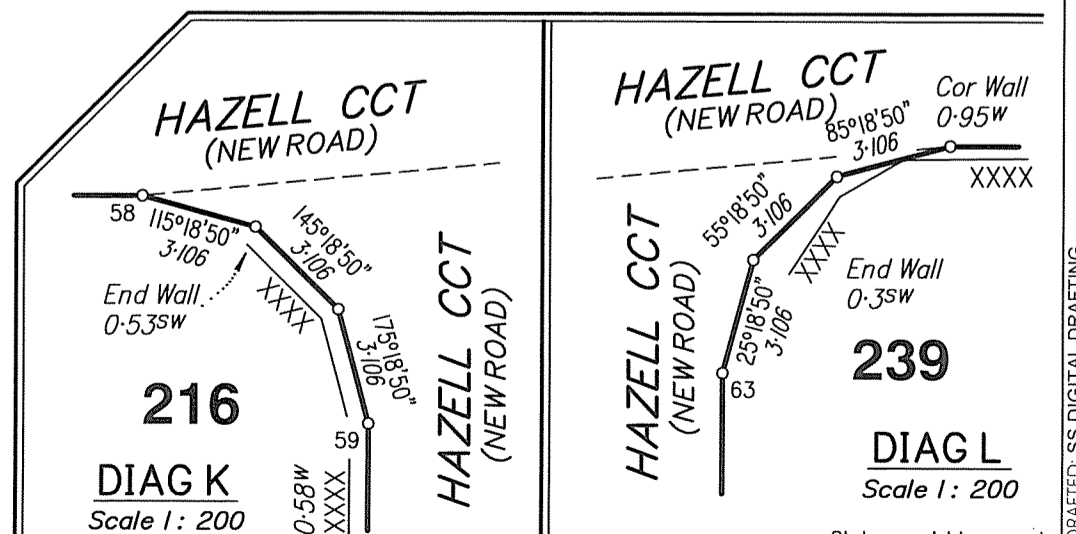 HAZELL CCT
(NEW ROAD)
58
115°18'50"
3·106
145°18'50"
3·106
End Wall
0·53SW
XXXX
175°18'50"
3·106
216
59
HAZELL CCT
(NEW ROAD)
DIAG K
Scale 1: 200
0·58W
XXXX
HAZELL CCT
(NEW ROAD)
Cor Wall
0·95W
85°18'50"
3·106
XXXX
55°18'50"
3·106
XXXX
End Wall
0·3SW
25°18'50"
3·106
HAZELL CCT
(NEW ROAD)
239
63
DIAG L
Scale 1: 200
DRAFTED: SS DIGITAL DRAFTING